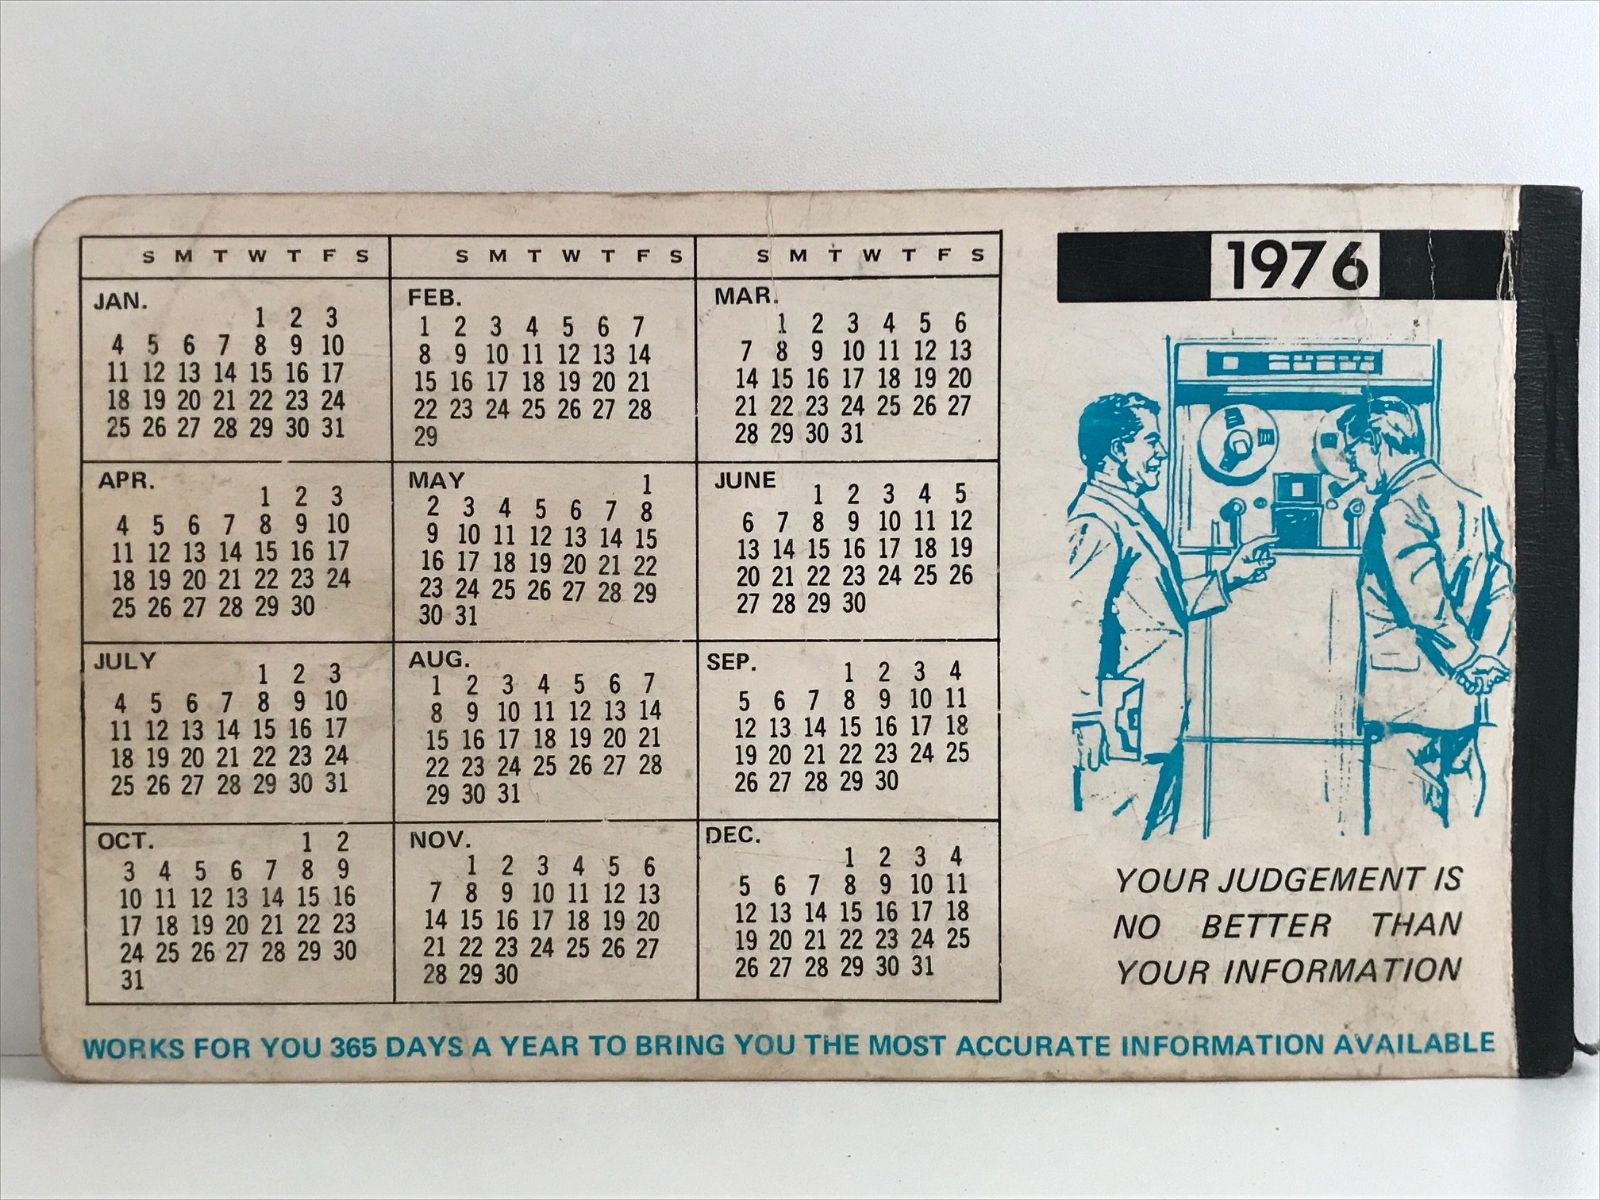 S M T W T F S
JAN.
1 2 3
4 5 6 7 8 9 10
11 12 13 14 15 16 17
18 19 20 21 22 23 24
25 26 27 28 29 30 31
S M T W T F S
FEB.
1 2 3 4 5 6 7
8 9 10 11 12 13 14
15 16 17 18 19 20 21
22 23 24 25 26 27 28
29
S M T W T F S
MAR.
1 2 3 4 5 6
7 8 9 10 11 12 13
14 15 16 17 18 19 20
21 22 23 24 25 26 27
28 29 30 31
APR.
1 2 3
4 5 6 7 8 9 10
11 12 13 14 15 16 17
18 19 20 21 22 23 24
25 26 27 28 29 30
MAY 1
2 3 4 5 6 7 8
9 10 11 12 13 14 15
16 17 18 19 20 21 22
23 24 25 26 27 28 29
30 31
JUNE
1 2 3 4 5
6 7 8 9 10 11 12
13 14 15 16 17 18 19
20 21 22 23 24 25 26
27 28 29 30
JULY
1 2 3
4 5 6 7 8 9 10
11 12 13 14 15 16 17
18 19 20 21 22 23 24
25 26 27 28 29 30 31
AUG.
1 2 3 4 5 6 7
8 9 10 11 12 13 14
15 16 17 18 19 20 21
22 23 24 25 26 27 28
29 30 31
SEP.
1 2 3 4
5 6 7 8 9 10 11
12 13 14 15 16 17 18
19 20 21 22 23 24 25
26 27 28 29 30
OCT. 1 2
3 4 5 6 7 8 9
10 11 12 13 14 15 16
17 18 19 20 21 22 23
24 25 26 27 28 29 30
31
NOV.
1 2 3 4 5 6
7 8 9 10 11 12 13
14 15 16 17 18 19 20
21 22 23 24 25 26 27
28 29 30
DEC.
1 2 3 4
5 6 7 8 9 10 11
12 13 14 15 16 17 18
19 20 21 22 23 24 25
26 27 28 29 30 31
1976
YOUR JUDGEMENT IS
NO BETTER THAN
YOUR INFORMATION
WORKS FOR YOU 365 DAYS A YEAR TO BRING YOU THE MOST ACCURATE INFORMATION AVAILABLE